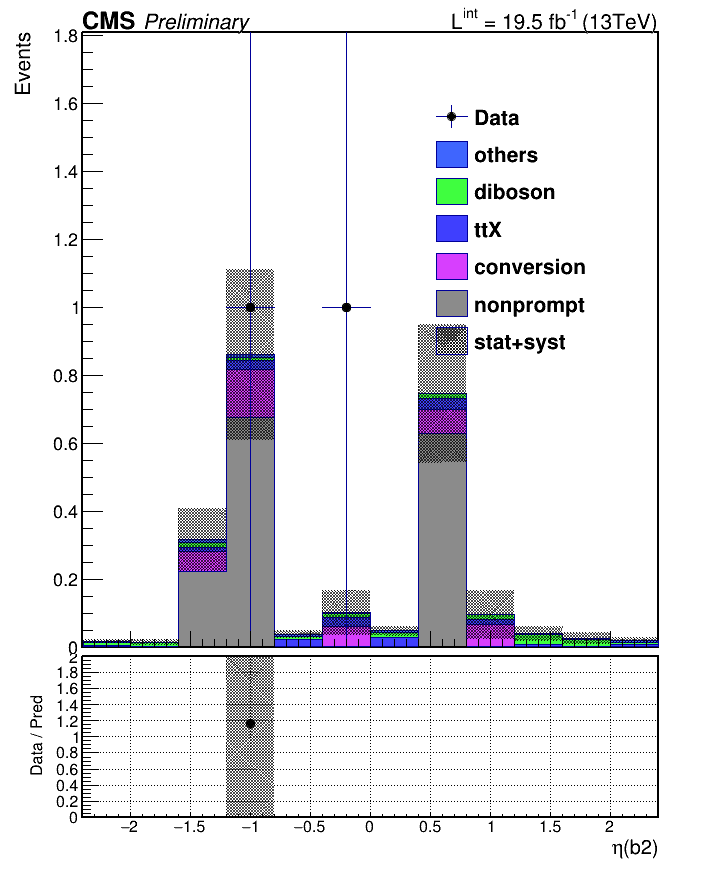 CMS Preliminary L^int = 19.5 fb^-1 (13TeV)
Events
1.8
1.6
1.4
1.2
1
0.8
0.6
0.4
0.2
0
Data
others
diboson
ttX
conversion
nonprompt
stat+syst
Data / Pred
2
1.8
1.6
1.4
1.2
1
0.8
0.6
0.4
0.2
0
−2 −1.5 −1 −0.5 0 0.5 1 1.5 2
η(b2)